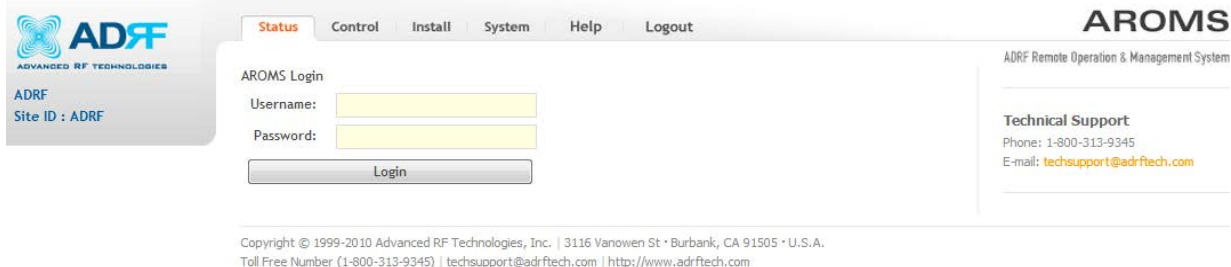 ADRF
ADVANCED RF TECHNOLOGIES
ADRF
Site ID : ADRF
Status Control Install System Help Logout
AROMS Login
Username:
Password:
Login
AROMS
ADRF Remote Operation & Management System
Technical Support
Phone: 1-800-313-9345
E-mail: techsupport@adrftech.com
Copyright © 1999-2010 Advanced RF Technologies, Inc. | 3116 Vanowen St · Burbank, CA 91505 · U.S.A.
Toll Free Number (1-800-313-9345) | techsupport@adrftech.com | http://www.adrftech.com